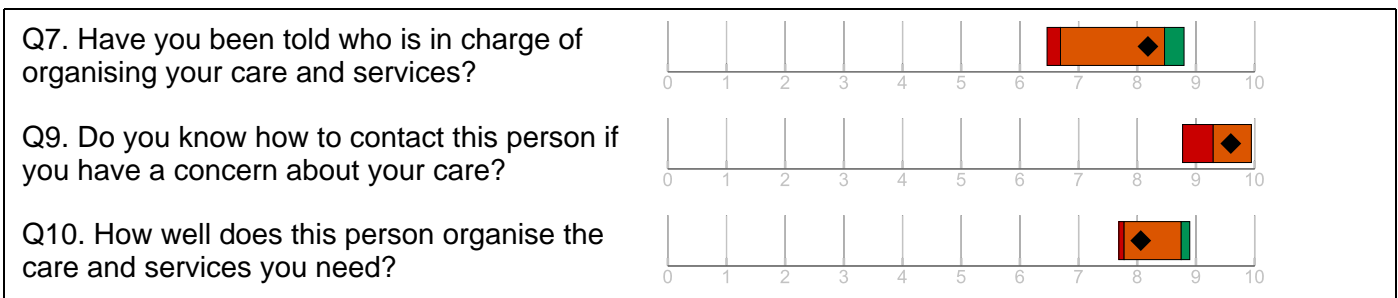 Q7. Have you been told who is in charge of
organising your care and services?
0 1 2 3 4 5 6 7 8 9 10
Q9. Do you know how to contact this person if
you have a concern about your care?
0 1 2 3 4 5 6 7 8 9 10
Q10. How well does this person organise the
care and services you need?
0 1 2 3 4 5 6 7 8 9 10